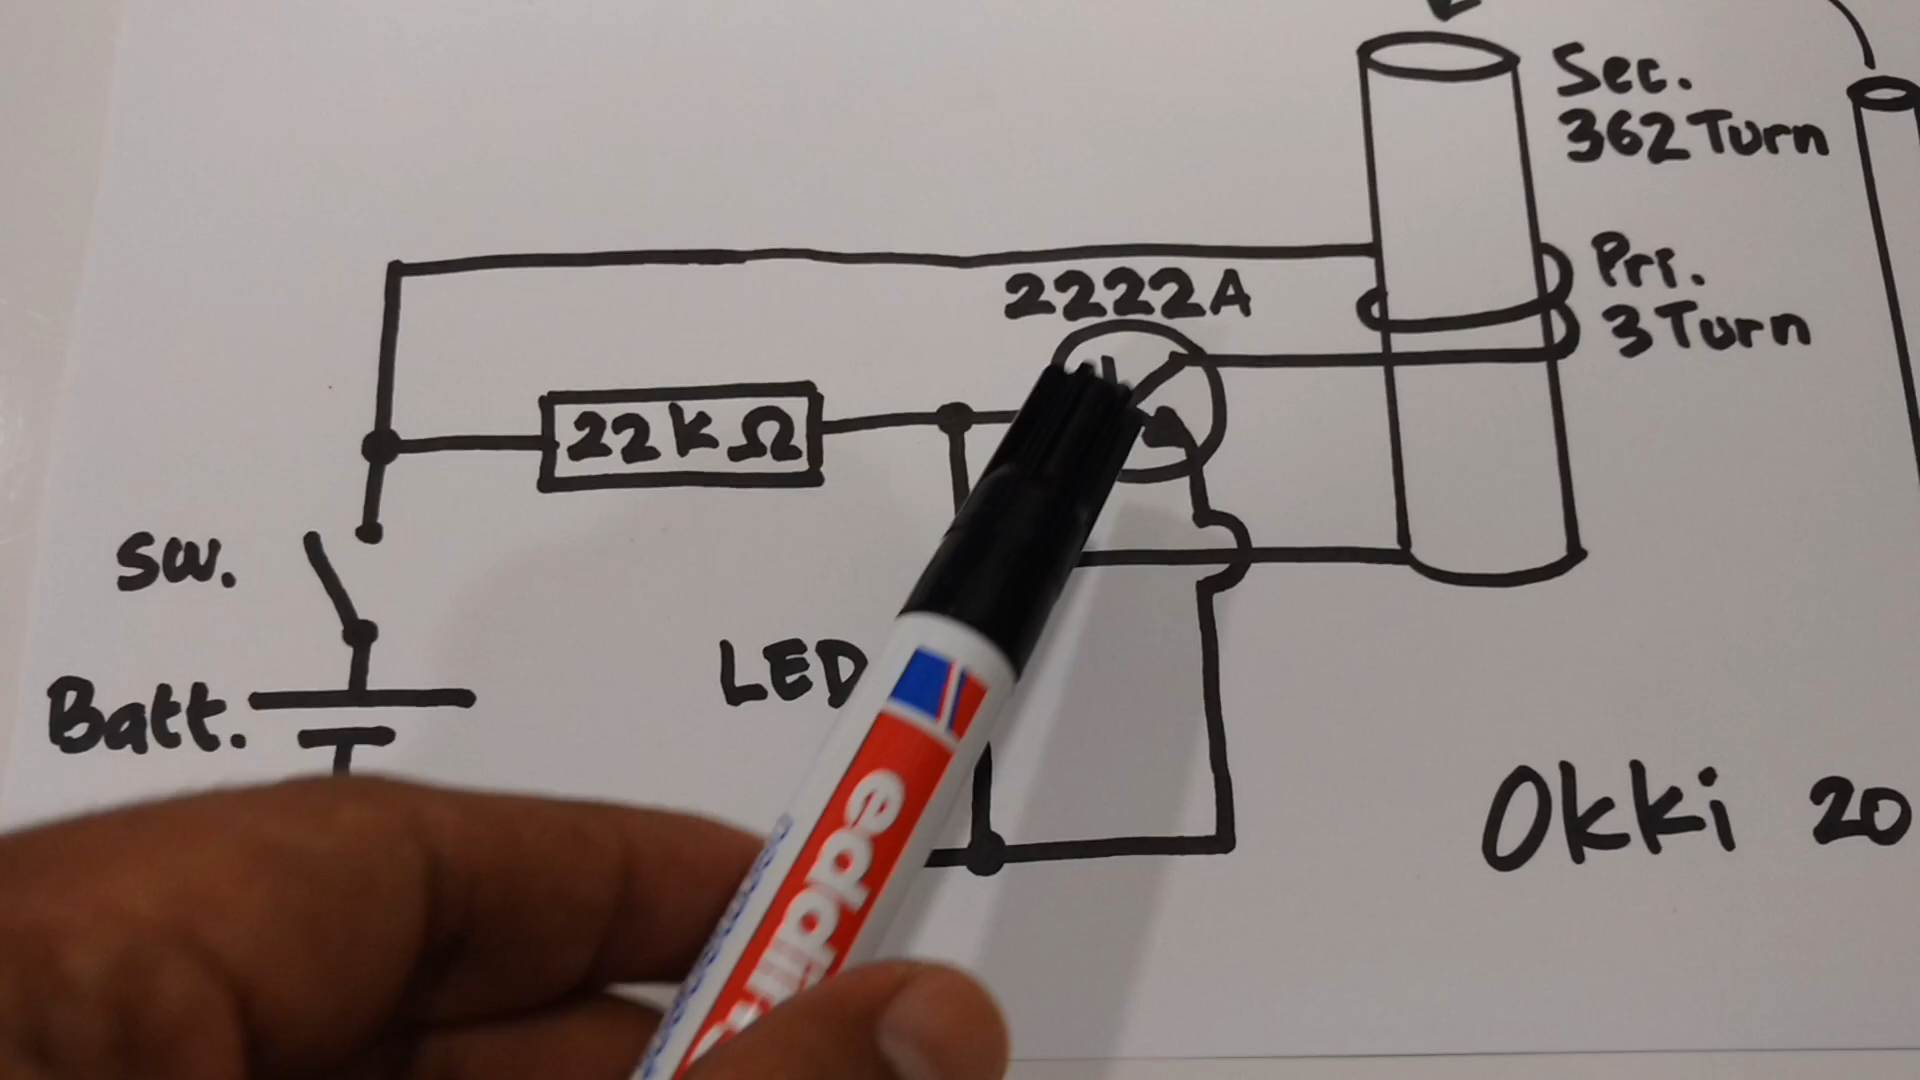 Sec.
362 Turn
Pri.
3 Turn
2222A
22kΩ
SW.
LED
Batt.
Okki 20
edding